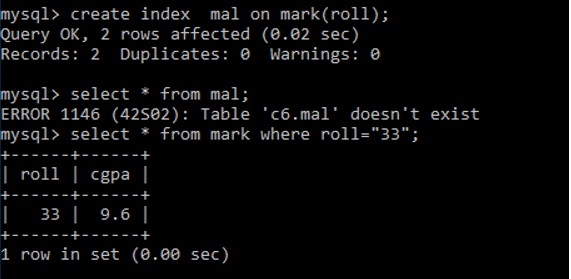 mysql> create index  mal on mark(roll);
Query OK, 2 rows affected (0.02 sec)
Records: 2  Duplicates: 0  Warnings: 0

mysql> select * from mal;
ERROR 1146 (42S02): Table 'c6.mal' doesn't exist
mysql> select * from mark where roll="33";
+------+------+
| roll | cgpa |
+------+------+
|   33 |  9.6 |
+------+------+
1 row in set (0.00 sec)